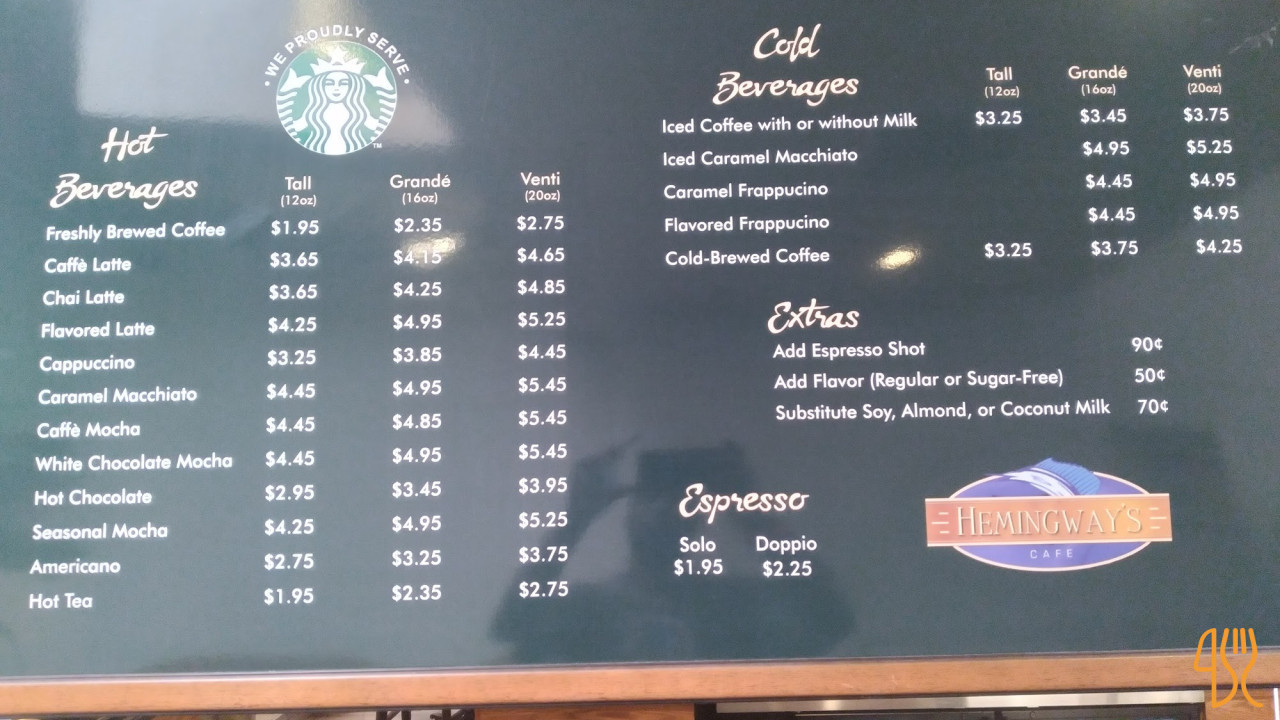 WE PROUDLY SERVE
TM
Hot
Beverages
Tall Grandé Venti
(12oz) (16oz) (20oz)
Freshly Brewed Coffee $1.95 $2.35 $2.75
Caffè Latte $3.65 $4.15 $4.65
Chai Latte $3.65 $4.25 $4.85
Flavored Latte $4.25 $4.95 $5.25
Cappuccino $3.25 $3.85 $4.45
Caramel Macchiato $4.45 $4.95 $5.45
Caffè Mocha $4.45 $4.85 $5.45
White Chocolate Mocha $4.45 $4.95 $5.45
Hot Chocolate $2.95 $3.45 $3.95
Seasonal Mocha $4.25 $4.95 $5.25
Americano $2.75 $3.25 $3.75
Hot Tea $1.95 $2.35 $2.75
Cold
Beverages
Tall Grandé Venti
(12oz) (16oz) (20oz)
Iced Coffee with or without Milk $3.25 $3.45 $3.75
Iced Caramel Macchiato $4.95 $5.25
Caramel Frappucino $4.45 $4.95
Flavored Frappucino $4.45 $4.95
Cold-Brewed Coffee $3.25 $3.75 $4.25
Extras
Add Espresso Shot 90¢
Add Flavor (Regular or Sugar-Free) 50¢
Substitute Soy, Almond, or Coconut Milk 70¢
Espresso
Solo Doppio
$1.95 $2.25
HEMINGWAY'S
CAFE